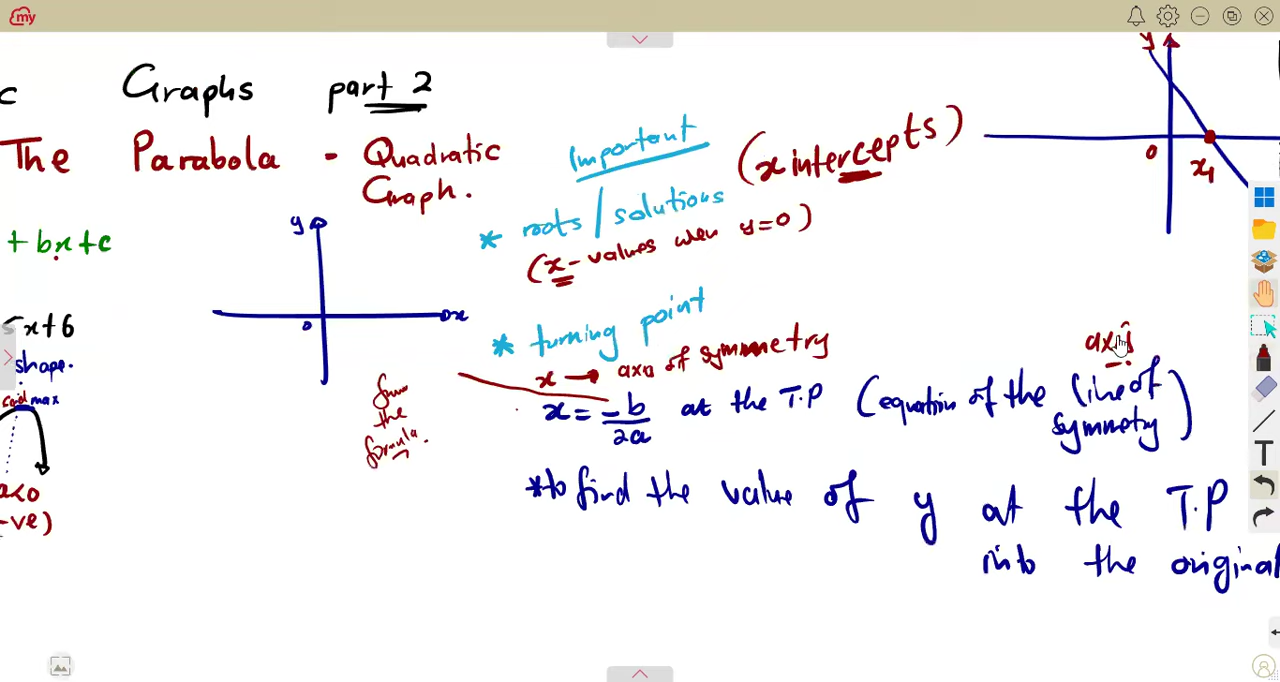 my
c Graphs part 2
The Parabola - Quadratic
Graph.
+ bx + c
5x + 6
shape.
max
a<0
-ve)
y
x
0
Important
(x intercepts)
* roots / solutions
(x - values when y=0)
* turning point
x → axis of symmetry
x = -b/2a at the T.P (equation of the line of
symmetry)
axis
from
the
formula.
*to find the value of y at the T.P
into the original
y
0
x1
T